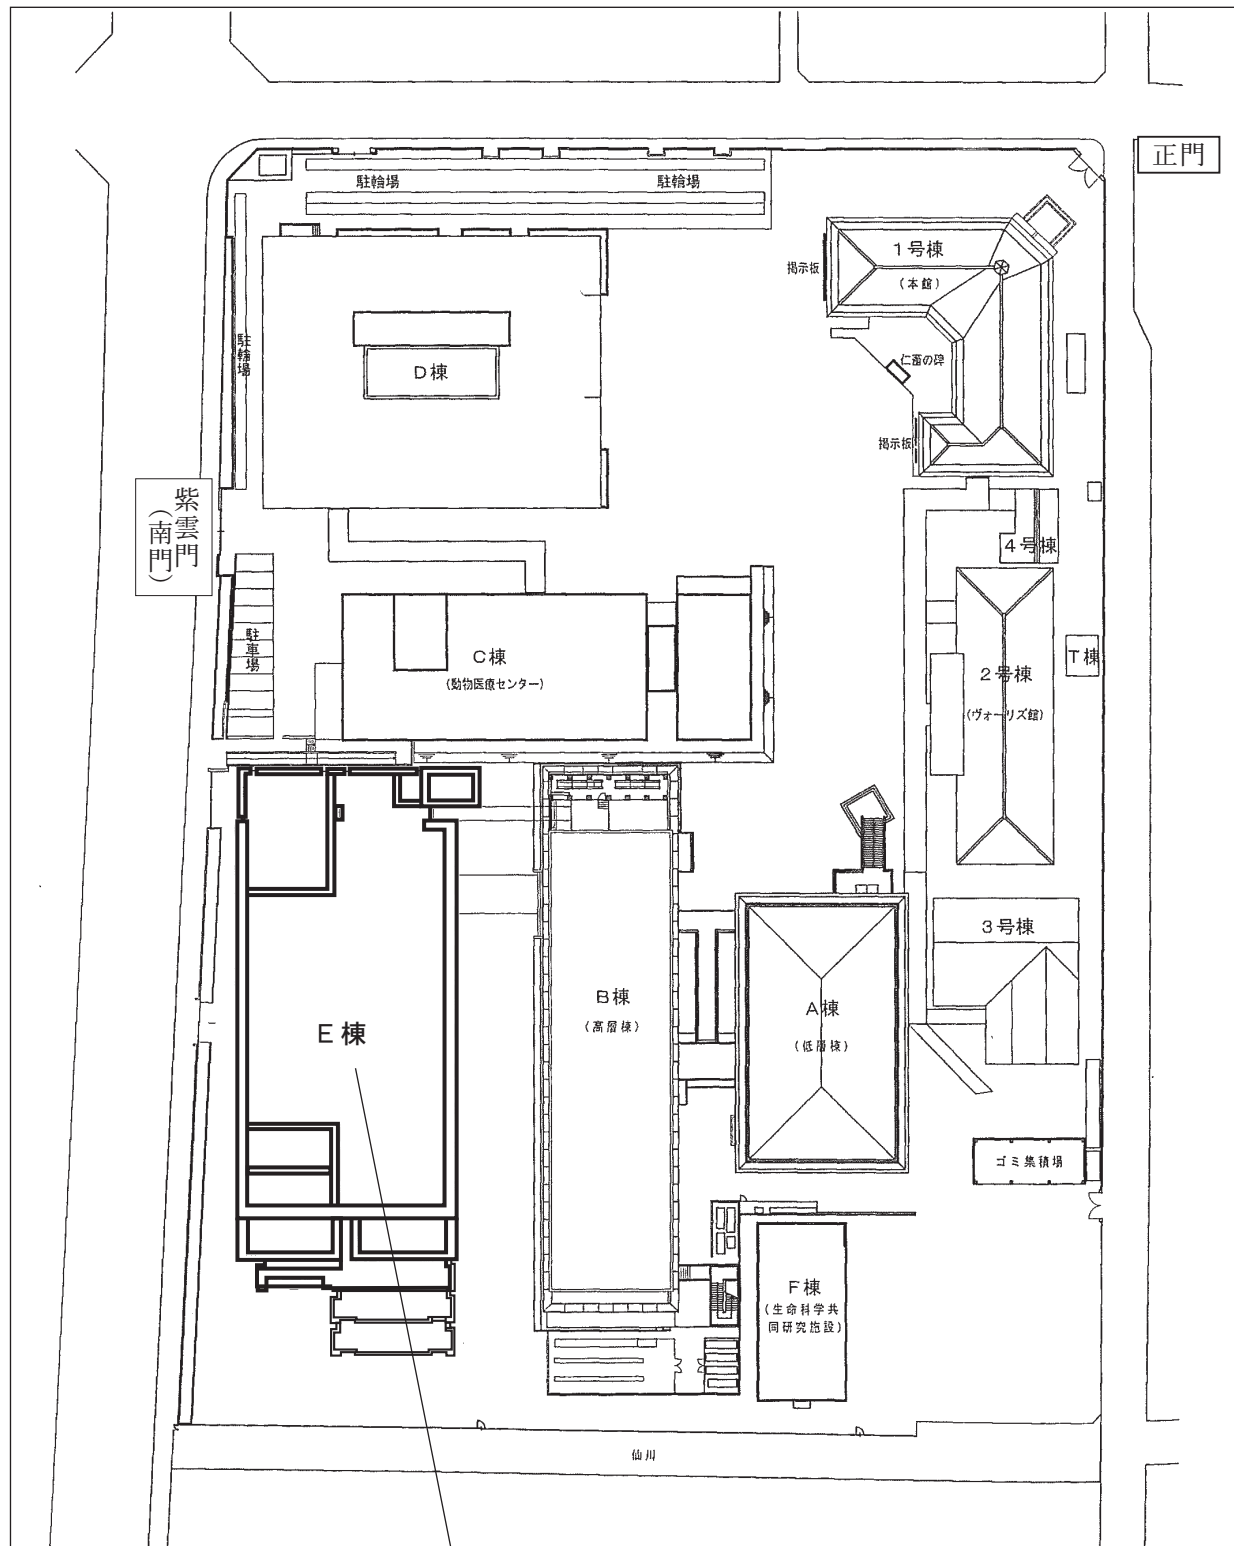 正門
駐輪場
駐輪場
1号棟
(本館)
掲示板
駐輪場
D棟
仁畜の碑
掲示板
紫雲門
(南門)
4号棟
駐車場
C棟
(動物医療センター)
T棟
2号棟
(ヴォーリズ館)
3号棟
B棟
(高層棟)
A棟
(低層棟)
E棟
ゴミ集積場
F棟
(生命科学共
同研究施設)
仙川